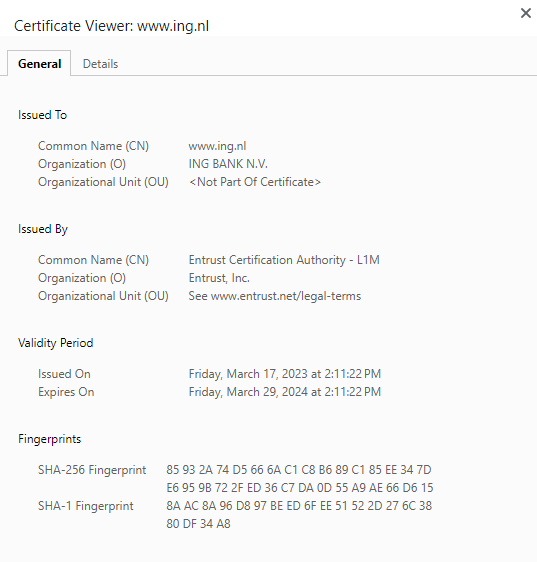 Certificate Viewer: www.ing.nl
General Details
Issued To
Common Name (CN) www.ing.nl
Organization (O) ING BANK N.V.
Organizational Unit (OU) <Not Part Of Certificate>
Issued By
Common Name (CN) Entrust Certification Authority - L1M
Organization (O) Entrust, Inc.
Organizational Unit (OU) See www.entrust.net/legal-terms
Validity Period
Issued On Friday, March 17, 2023 at 2:11:22 PM
Expires On Friday, March 29, 2024 at 2:11:22 PM
Fingerprints
SHA-256 Fingerprint 85 93 2A 74 D5 66 6A C1 C8 B6 89 C1 85 EE 34 7D
E6 95 9B 72 2F ED 36 C7 DA 0D 55 A9 AE 66 D6 15
SHA-1 Fingerprint 8A AC 8A 96 D8 97 BE ED 6F EE 51 52 2D 27 6C 38
80 DF 34 A8